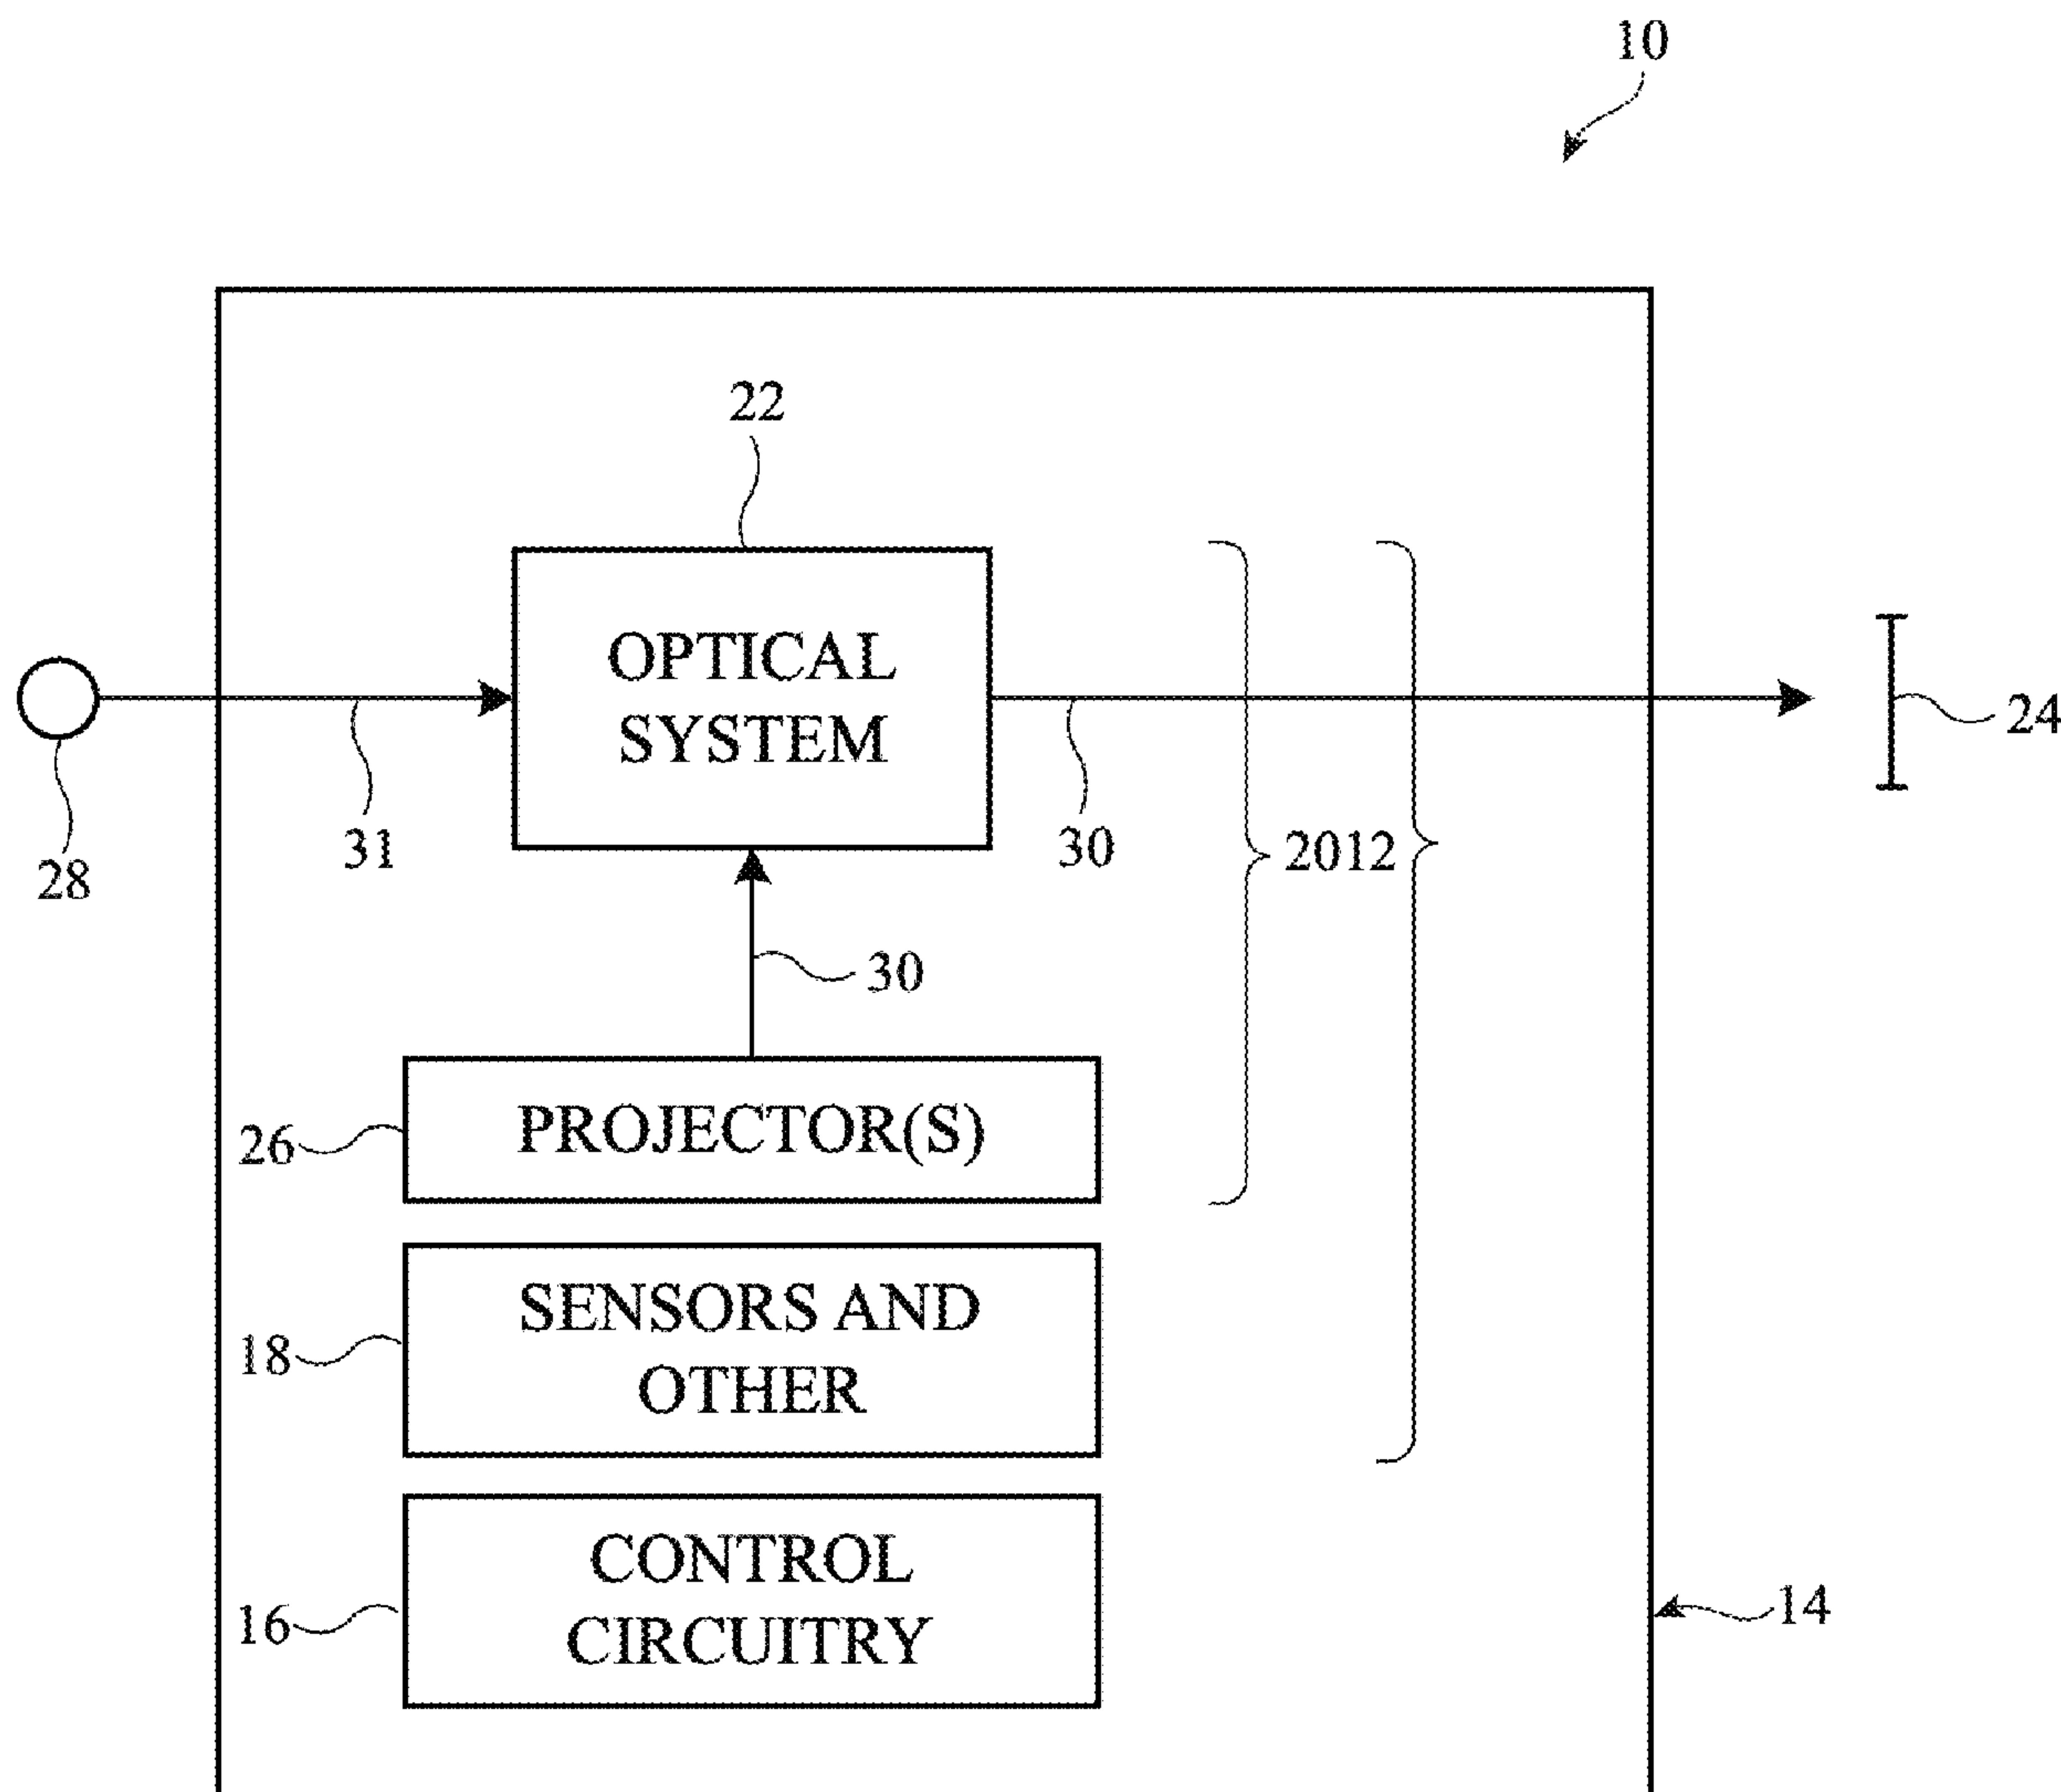 10
22
OPTICAL
SYSTEM
24
28
31
30
2012
30
26
PROJECTOR(S)
18
SENSORS AND
OTHER
16
CONTROL
CIRCUITRY
14